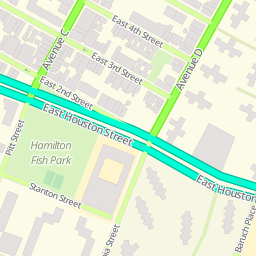 East 4th Street
Avenue C
East 3rd Street
Avenue D
East 2nd Street
East Houston Street
Pitt Street
Hamilton
Fish Park
East Houston
Stanton Street
Street
Baruch Place